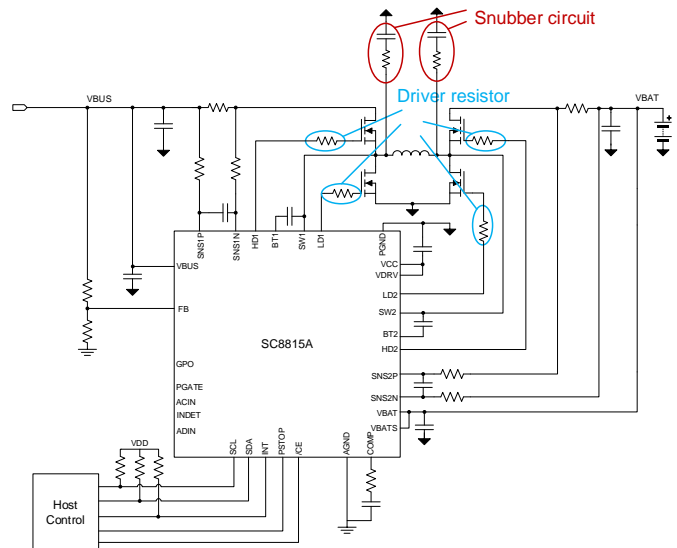 Snubber circuit
VBUS
Driver resistor
VBAT
+
SNS1P
SNS1N
HD1
BT1
SW1
LD1
PGND
VCC
VDRV
VBUS
LD2
FB
SW2
SC8815A
BT2
HD2
GPO
SNS2P
PGATE
SNS2N
ACIN
INDET
VBAT
ADIN
VBATS
VDD
SCL
SDA
INT
PSTOP
/CE
AGND
COMP
Host
Control